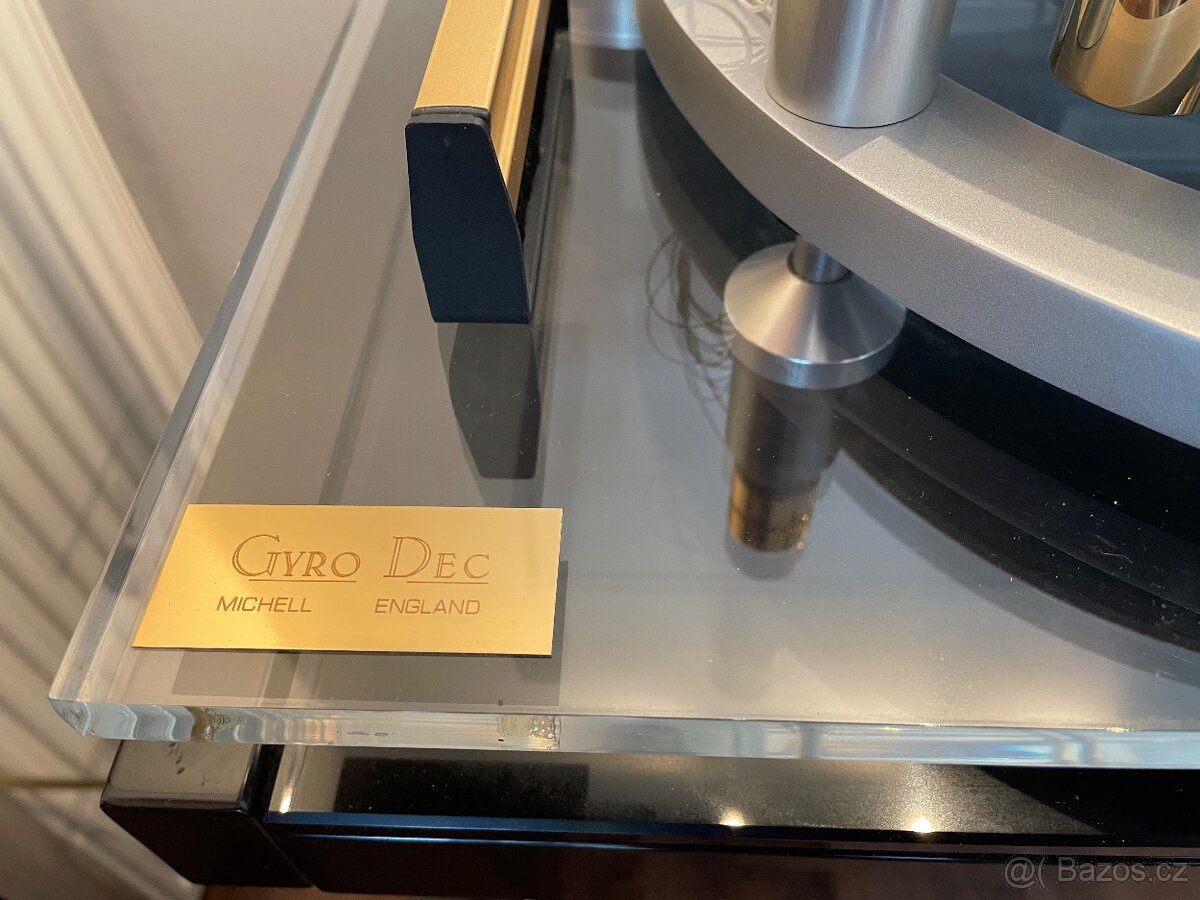 GYRO DEC
MICHELL ENGLAND
@( Bazos.cz